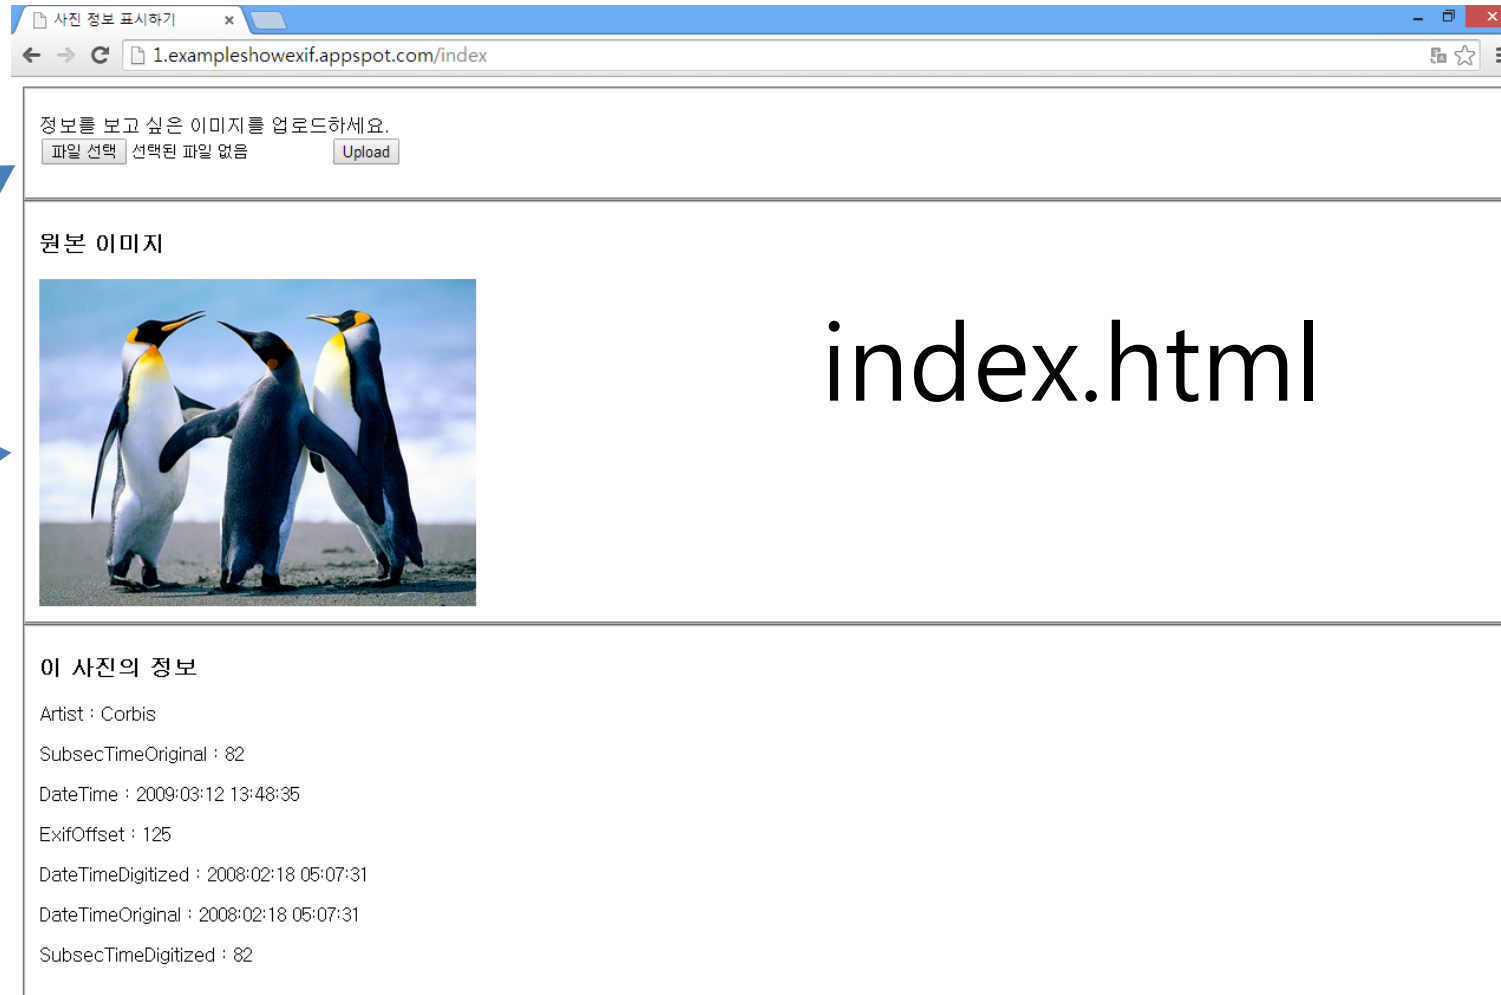 사진 정보 표시하기
1.exampleshowexif.appspot.com/index
정보를 보고 싶은 이미지를 업로드하세요.
파일 선택 선택된 파일 없음 Upload
원본 이미지
index.html
이 사진의 정보
Artist : Corbis
SubsecTimeOriginal : 82
DateTime : 2009:03:12 13:48:35
ExifOffset : 125
DateTimeDigitized : 2008:02:18 05:07:31
DateTimeOriginal : 2008:02:18 05:07:31
SubsecTimeDigitized : 82